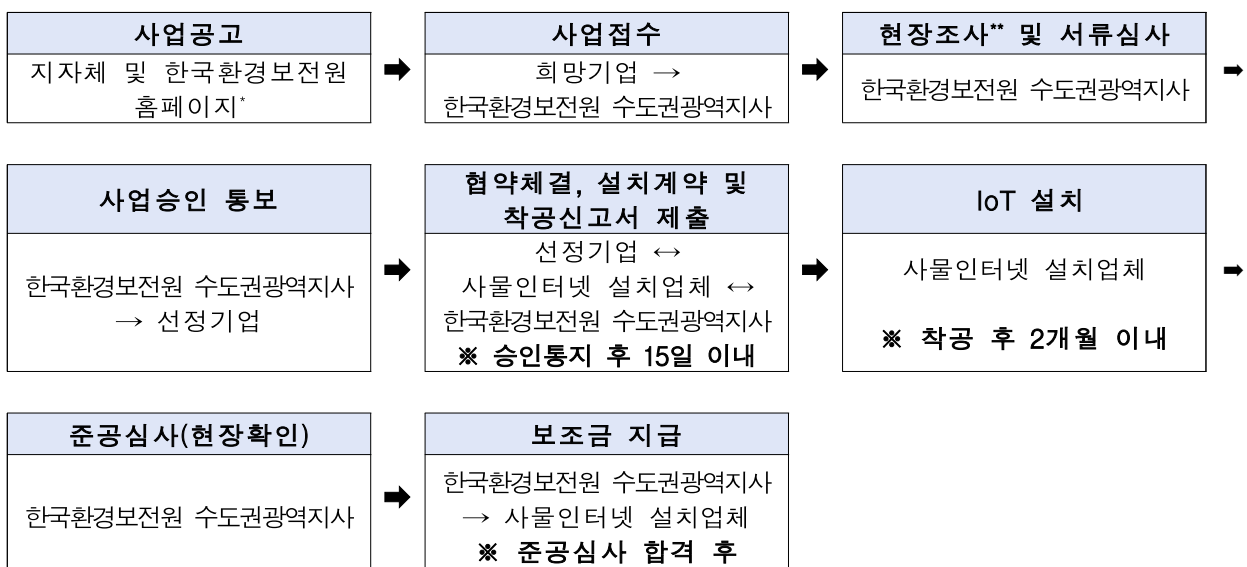 사업공고
지자체 및 한국환경보전원
홈페이지*
➡
사업접수
희망기업 →
한국환경보전원 수도권광역지사
➡
현장조사** 및 서류심사
한국환경보전원 수도권광역지사
➡
사업승인 통보
한국환경보전원 수도권광역지사
→ 선정기업
➡
협약체결, 설치계약 및
착공신고서 제출
선정기업 ↔
사물인터넷 설치업체 ↔
한국환경보전원 수도권광역지사
※ 승인통지 후 15일 이내
➡
IoT 설치
사물인터넷 설치업체
※ 착공 후 2개월 이내
➡
준공심사(현장확인)
한국환경보전원 수도권광역지사
➡
보조금 지급
한국환경보전원 수도권광역지사
→ 사물인터넷 설치업체
※ 준공심사 합격 후